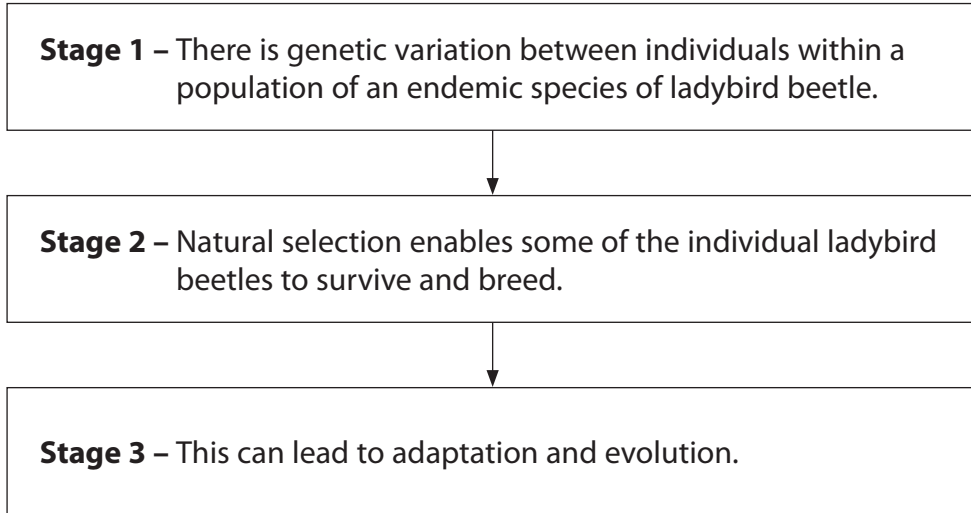 Stage 1 – There is genetic variation between individuals within a
population of an endemic species of ladybird beetle.
Stage 2 – Natural selection enables some of the individual ladybird
beetles to survive and breed.
Stage 3 – This can lead to adaptation and evolution.